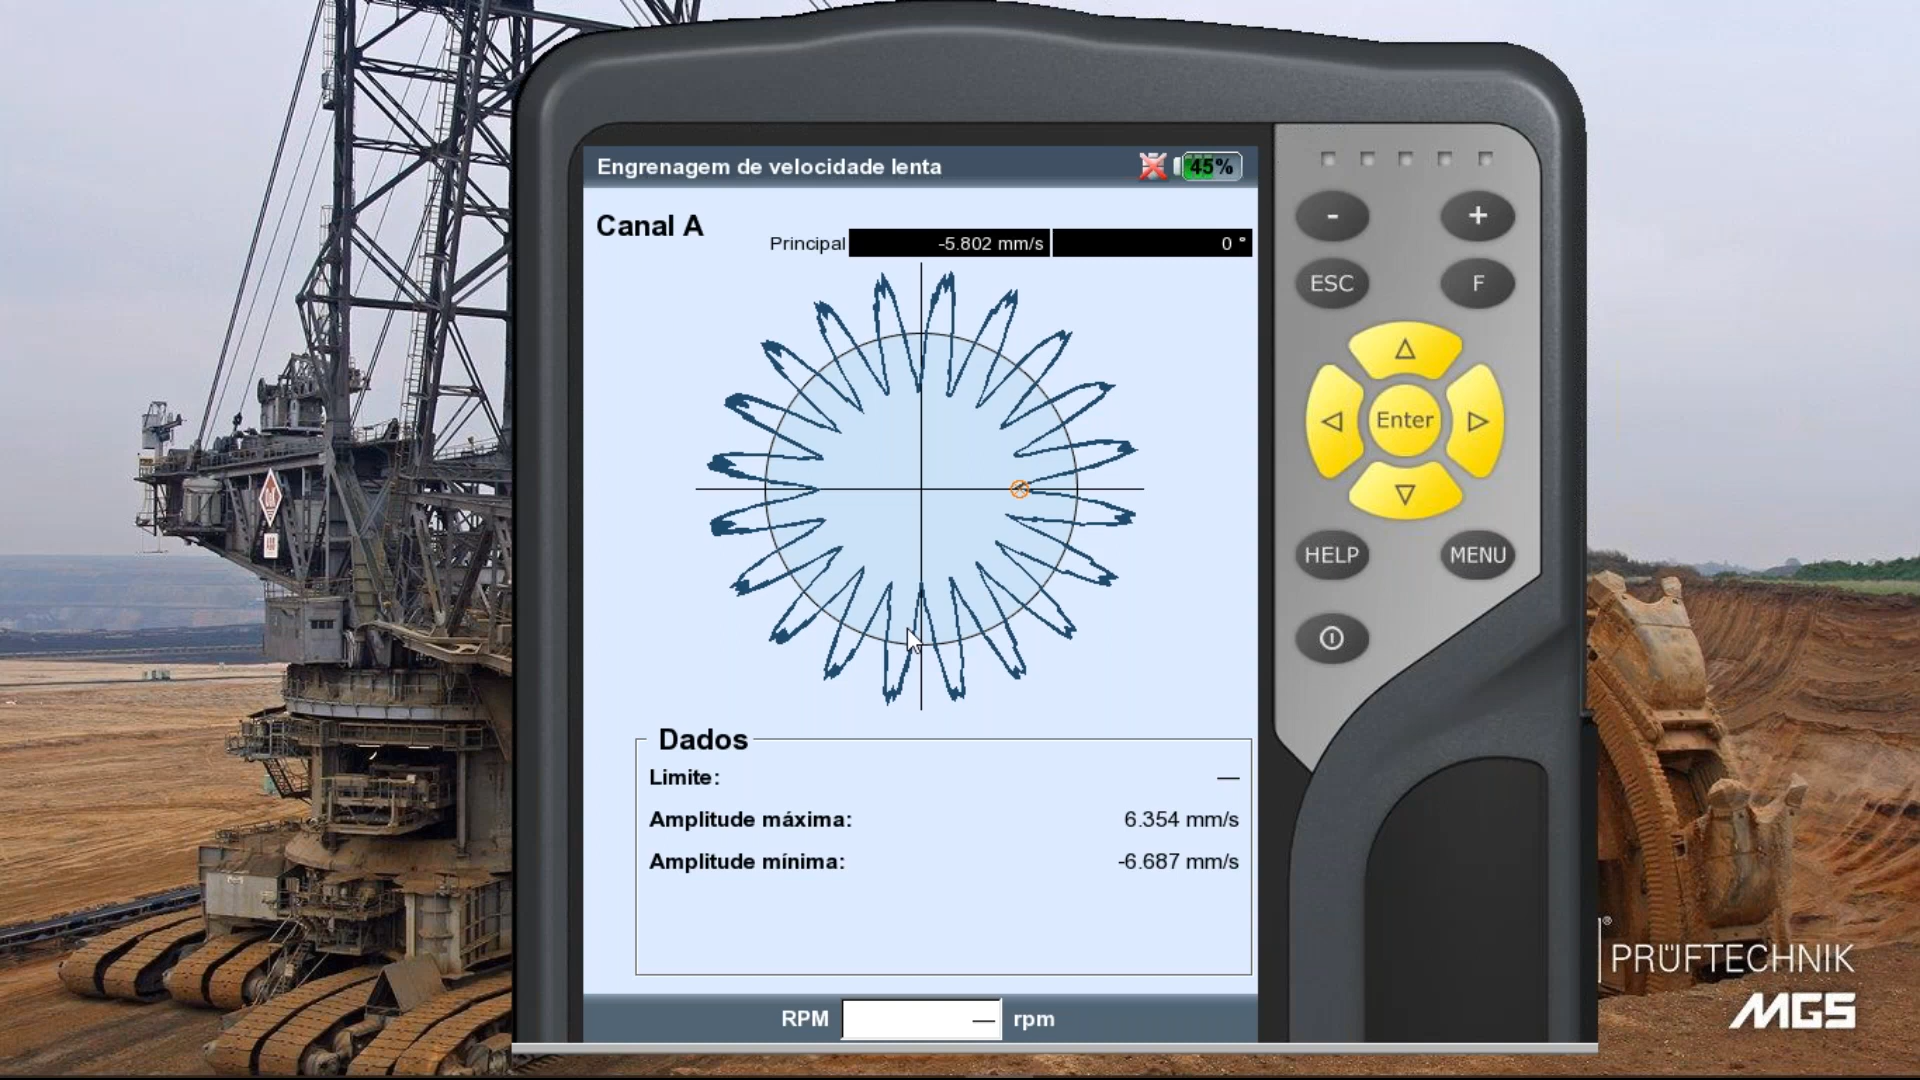 Engrenagem de velocidade lenta
45%
Canal A
Principal -5.802 mm/s 0 °
Dados
Limite: —
Amplitude máxima: 6.354 mm/s
Amplitude mínima: -6.687 mm/s
RPM — rpm
- +
ESC F
Enter
HELP MENU
®
PRÜFTECHNIK
MGS